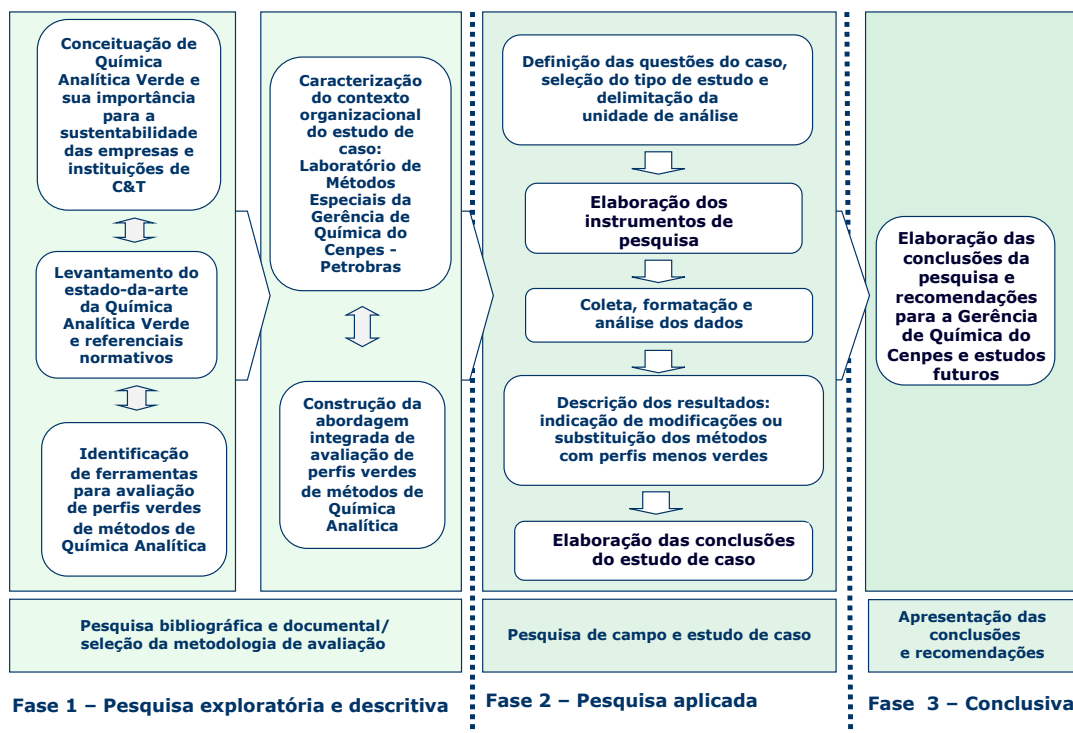 Conceituação de
Química
Analítica Verde e
sua importância
para a
sustentabilidade
das empresas e
instituições de
C&T
Levantamento do
estado-da-arte
da Química
Analítica Verde
e referenciais
normativos
Identificação
de ferramentas
para avaliação
de perfis verdes
de métodos de
Química Analítica
Caracterização
do contexto
organizacional
do estudo de
caso:
Laboratório de
Métodos
Especiais da
Gerência de
Química do
Cenpes -
Petrobras
Construção da
abordagem
integrada de
avaliação de
perfis verdes
de métodos de
Química
Analítica
Definição das questões do caso,
seleção do tipo de estudo e
delimitação da
unidade de análise
Elaboração dos
instrumentos de
pesquisa
Coleta, formatação e
análise dos dados
Descrição dos resultados:
indicação de modificações ou
substituição dos métodos
com perfis menos verdes
Elaboração das conclusões
do estudo de caso
Elaboração das
conclusões da
pesquisa e
recomendações
para a Gerência
de Química do
Cenpes e estudos
futuros
Pesquisa bibliográfica e documental/
seleção da metodologia de avaliação
Pesquisa de campo e estudo de caso
Apresentação das
conclusões
e recomendações
Fase 1 – Pesquisa exploratória e descritiva
Fase 2 – Pesquisa aplicada
Fase 3 – Conclusiva